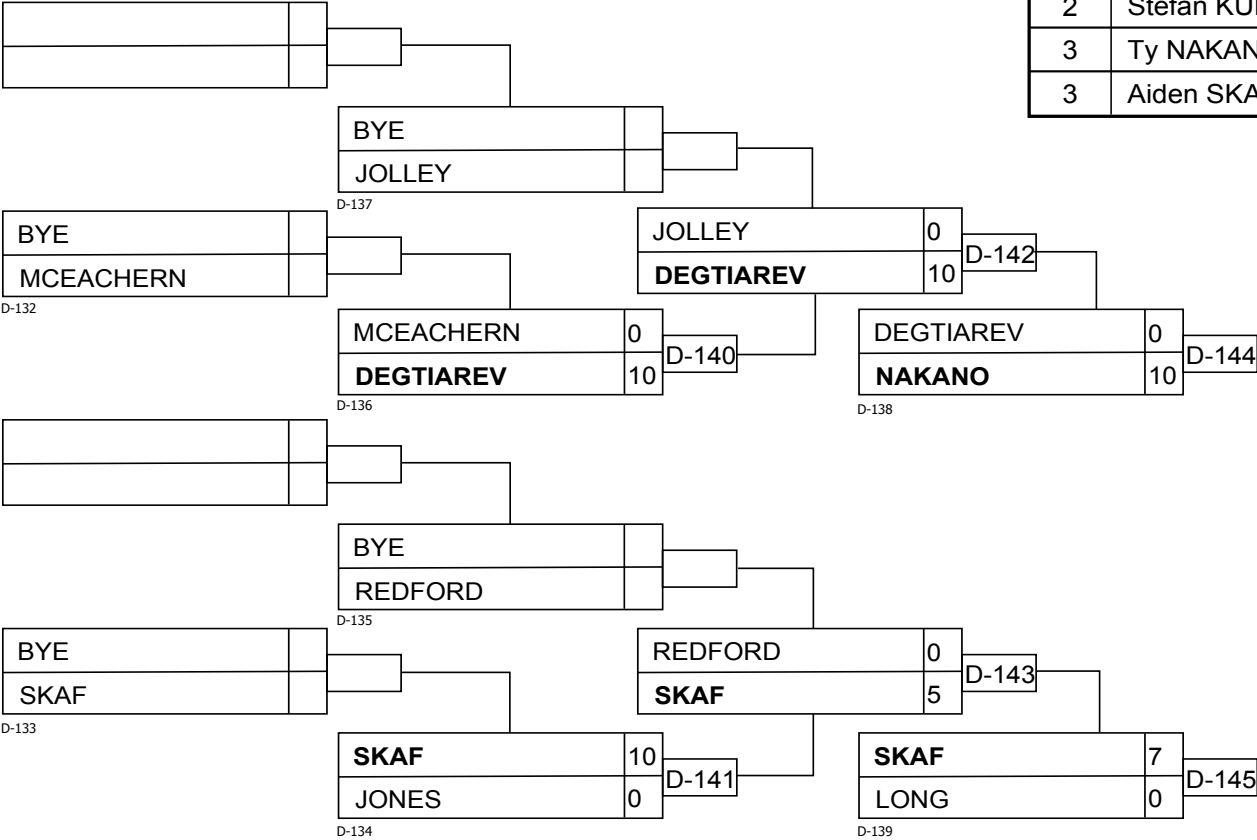 2
3 Ty
3 Aiden
BYE
JOLLEY
D-137
BYE
MCEACHERN
D-132
JOLLEY 0
DEGTIAREV 10
D-142
MCEACHERN 0
DEGTIAREV 10
D-140
D-136
DEGTIAREV 0
NAKANO 10
D-144
D-138
BYE
REDFORD
D-135
BYE
SKAF
D-133
REDFORD 0
SKAF 5
D-143
SKAF 10
JONES 0
D-141
D-134
SKAF 7
LONG 0
D-145
D-139